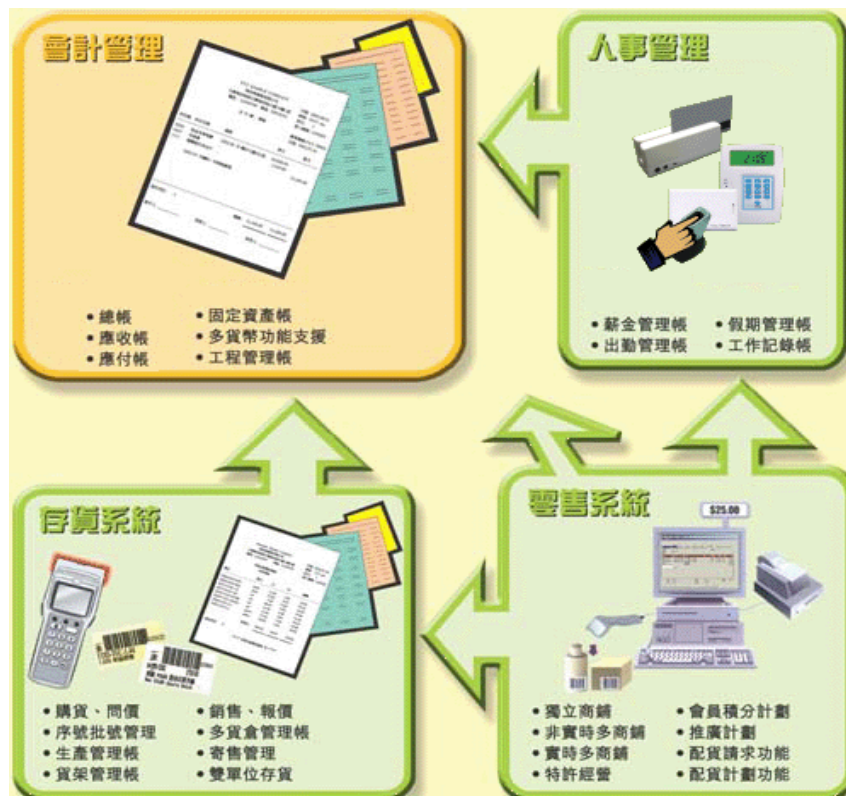 會計管理
• 總帳
• 應收帳
• 應付帳
• 固定資產帳
• 多貨幣功能支援
• 工程管理帳
人事管理
• 薪金管理帳
• 出勤管理帳
• 假期管理帳
• 工作記錄帳
存貨系統
• 購貨、問價
• 序號批號管理
• 生產管理帳
• 貨架管理帳
• 銷售、報價
• 多貨倉管理帳
• 寄售管理
• 雙單位存貨
零售系統
$25.00
• 獨立商鋪
• 非實時多商鋪
• 實時多商鋪
• 特許經營
• 會員積分計劃
• 推廣計劃
• 配貨請求功能
• 配貨計劃功能